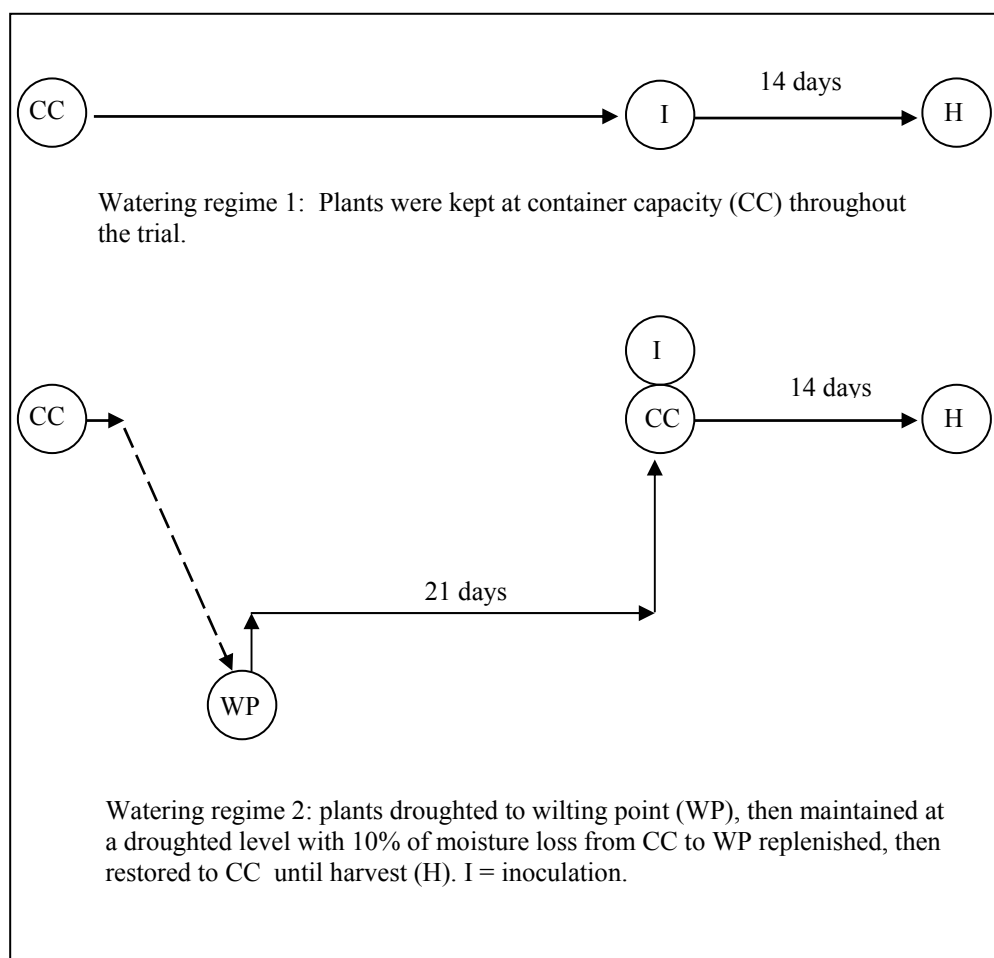 14 days
CC
I
H
Watering regime 1: Plants were kept at container capacity (CC) throughout
the trial.
I
14 days
CC
CC
H
21 days
WP
Watering regime 2: plants droughted to wilting point (WP), then maintained at
a droughted level with 10% of moisture loss from CC to WP replenished, then
restored to CC until harvest (H). I = inoculation.